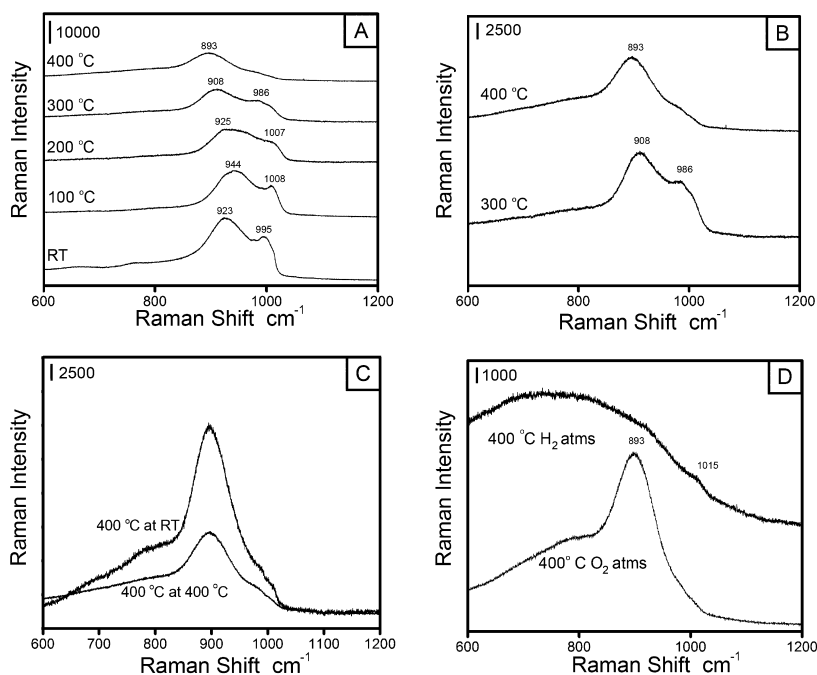 10000
A
400 °C
893
300 °C
908
986
200 °C
925
1007
100 °C
944
1008
RT
923
995
600
800
1000
1200
Raman Shift cm-1
Raman Intensity
2500
B
400 °C
893
300 °C
908
986
600
800
1000
1200
Raman Shift cm-1
Raman Intensity
2500
C
400 °C at RT
400 °C at 400 °C
600
700
800
900
1000
1100
1200
Raman Shift cm-1
Raman Intensity
1000
D
400 °C H2 atms
893
1015
400° C O2 atms
600
800
1000
1200
Raman Shift cm-1
Raman Intensity